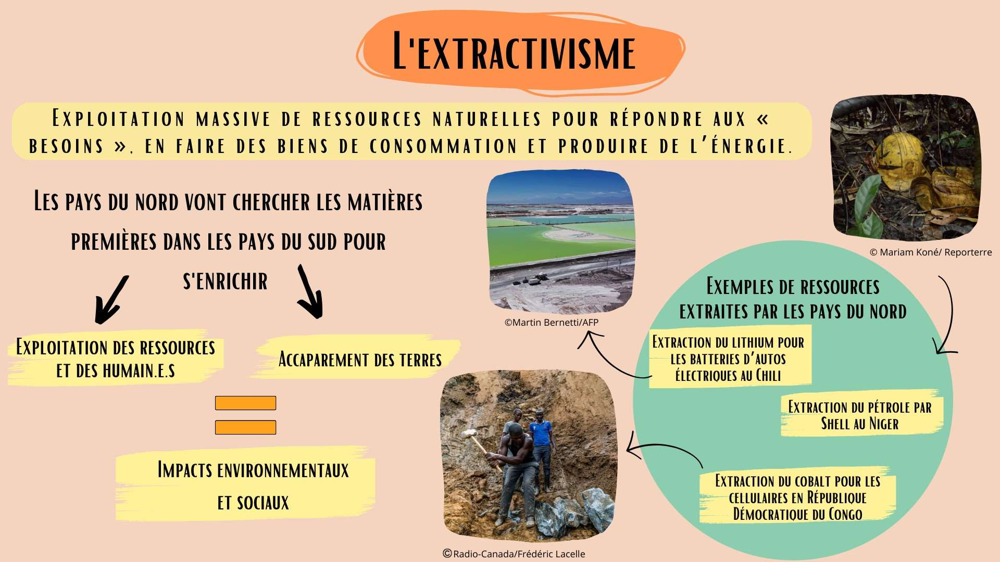 L'extractivisme
Exploitation massive de ressources naturelles pour répondre aux «
besoins », en faire des biens de consommation et produire de l’énergie.
Les pays du nord vont chercher les matières
premières dans les pays du sud pour
s'enrichir
Exploitation des ressources
et des humain.e.s
Accaparement des terres
Impacts environnementaux
et sociaux
©Martin Bernetti/AFP
©Radio-Canada/Frédéric Lacelle
© Mariam Koné/ Reporterre
Exemples de ressources
extraites par les pays du nord
Extraction du lithium pour
les batteries d’autos
électriques au Chili
Extraction du pétrole par
Shell au Niger
Extraction du cobalt pour les
cellulaires en République
Démocratique du Congo
7